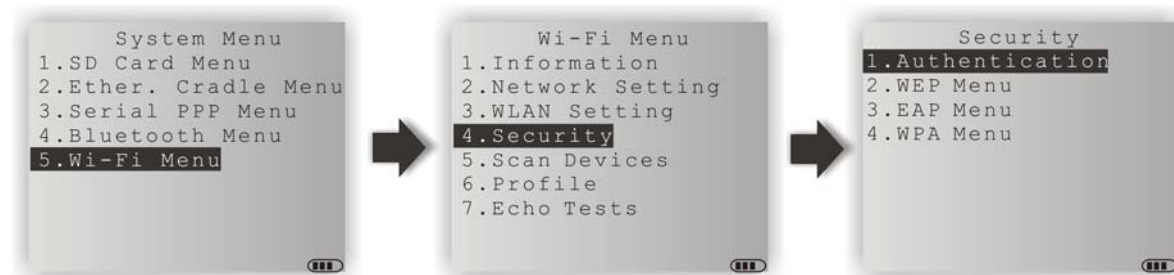 System Menu
1.SD Card Menu
2.Ether. Cradle Menu
3.Serial PPP Menu
4.Bluetooth Menu
5.Wi-Fi Menu
Wi-Fi Menu
1.Information
2.Network Setting
3.WLAN Setting
4.Security
5.Scan Devices
6.Profile
7.Echo Tests
Security
1.Authentication
2.WEP Menu
3.EAP Menu
4.WPA Menu